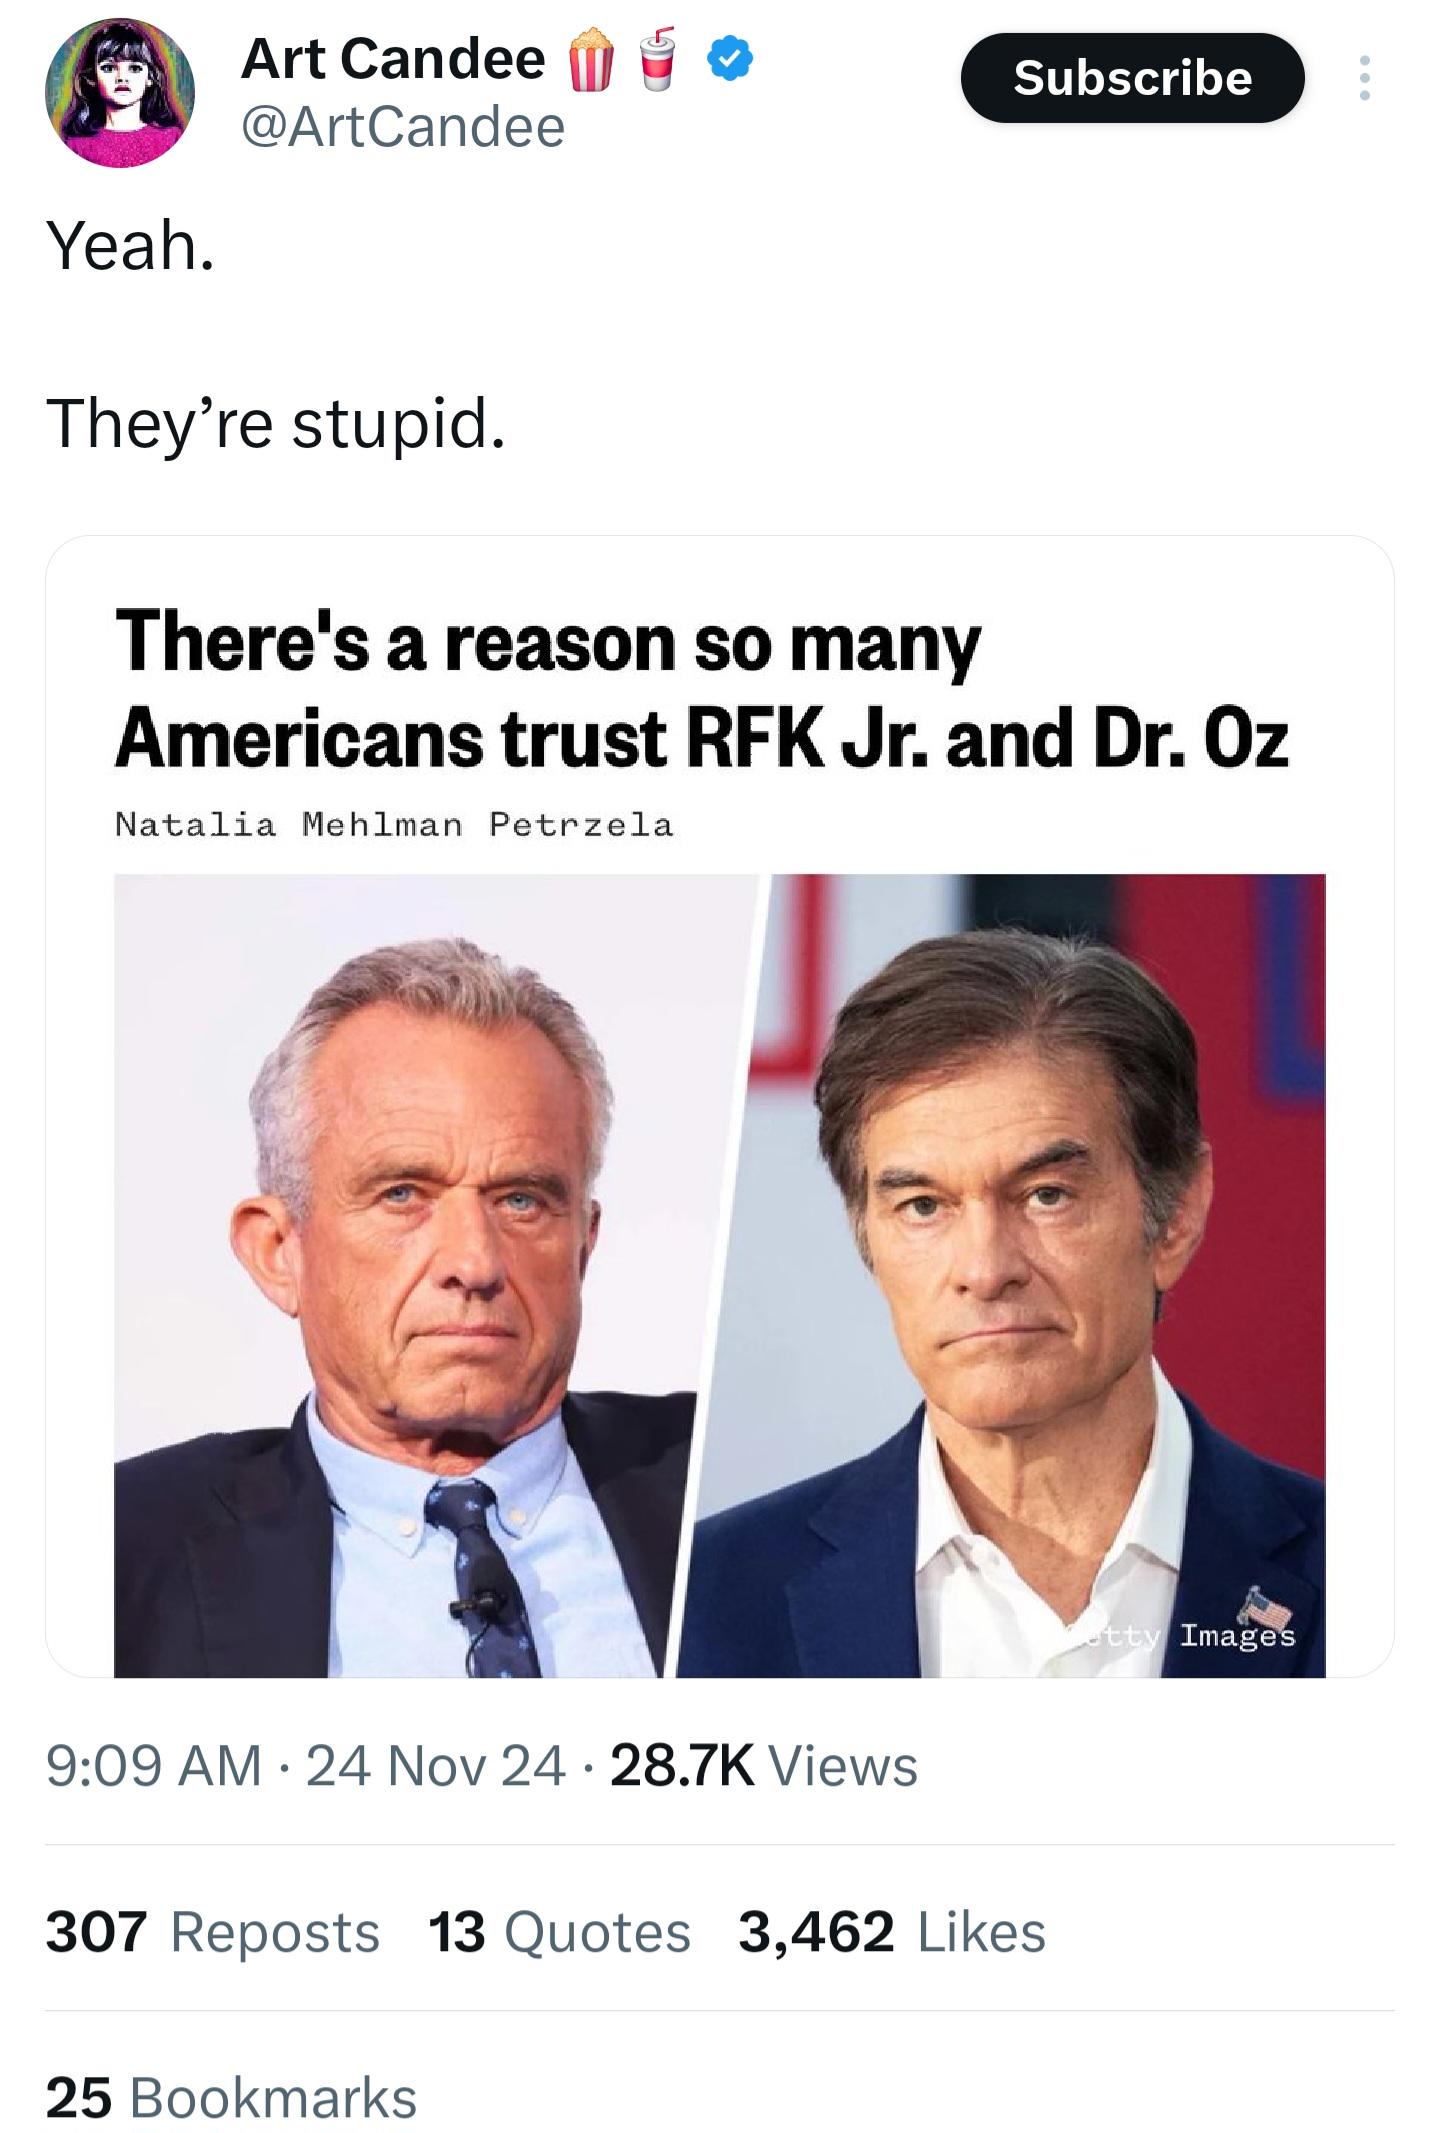 Art Candee 🍿🥤
Subscribe
@ArtCandee
Yeah.
They’re stupid.
There's a reason so many
Americans trust RFK Jr. and Dr. Oz
Natalia Mehlman Petrzela
Getty Images
9:09 AM · 24 Nov 24 · 28.7K Views
307 Reposts 13 Quotes 3,462 Likes
25 Bookmarks